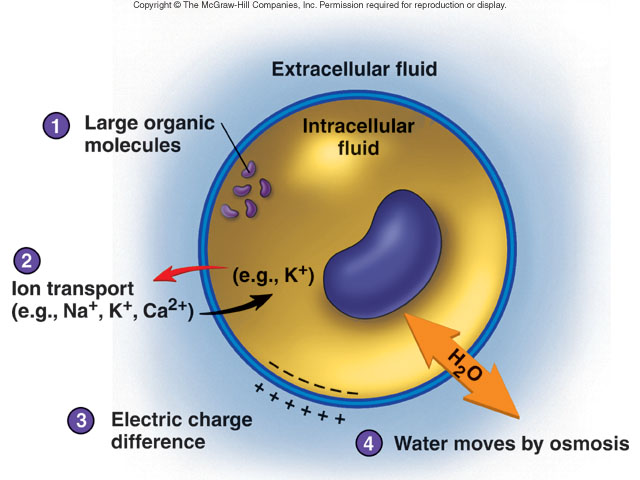 Copyright © The McGraw-Hill Companies, Inc. Permission required for reproduction or display.
Extracellular fluid
1
Large organic
molecules
Intracellular
fluid
2
Ion transport
(e.g., Na⁺, K⁺, Ca²⁺)
(e.g., K⁺)
− − − − − −
+ + + + + + +
H₂O
3
Electric charge
difference
4
Water moves by osmosis